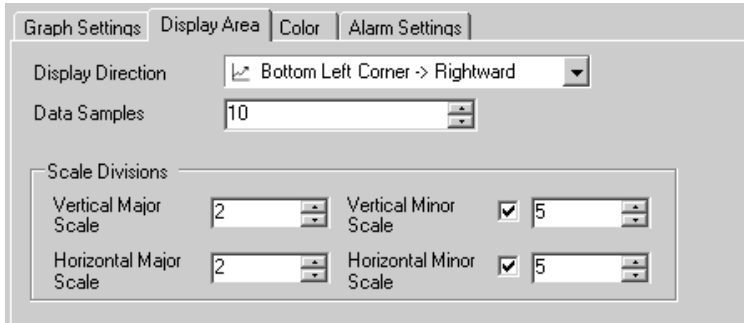 Graph Settings Display Area Color Alarm Settings
Display Direction Bottom Left Corner -> Rightward
Data Samples 10
Scale Divisions
Vertical Major Scale 2 Vertical Minor Scale 5
Horizontal Major Scale 2 Horizontal Minor Scale 5